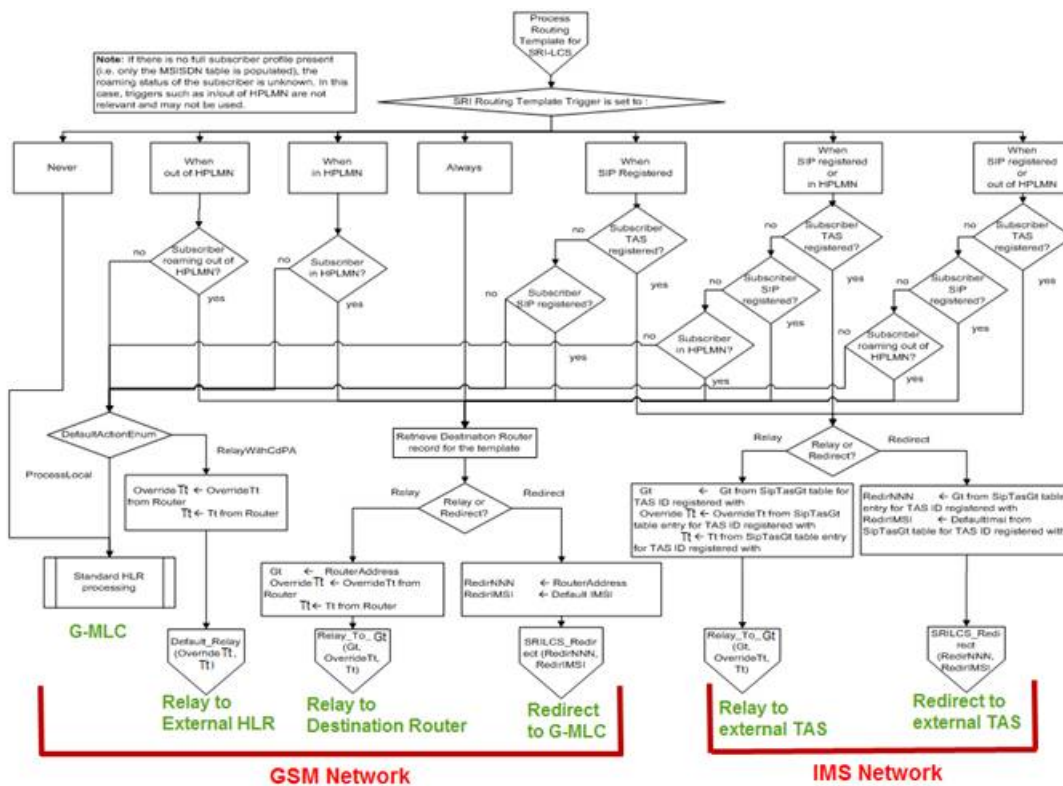 Process
Routing
Template for
SRI-LCS
Note: If there is no full subscriber profile present
(i.e. only the MSISDN table is populated), the
roaming status of the subscriber is unknown. In this
case, triggers such as in/out of HPLMN are not
relevant and may not be used.
SRI Routing Template Trigger is set to :
Never
When
out of HPLMN
When
in HPLMN
Always
When
SIP Registered
When
SIP registered
or
in HPLMN
When
SIP registered
or
out of HPLMN
no
Subscriber
roaming out of
HPLMN?
yes
no
Subscriber
in HPLMN?
yes
no
Subscriber
TAS
registered?
yes
no
Subscriber
SIP registered?
yes
no
Subscriber
TAS
registered?
yes
no
Subscriber
SIP
registered?
yes
no
Subscriber
in HPLMN?
yes
no
Subscriber
TAS
registered?
yes
no
Subscriber
SIP
registered?
yes
no
Subscriber
roaming out of
HPLMN?
yes
DefaultActionEnum
ProcessLocal
RelayWithCdPA
Override Tt ← OverrideTt
from Router
Tt ← Tt from Router
Standard HLR
processing
G-MLC
Default_Relay
(OverrideTt,
Tt)
Relay to
External HLR
Retrieve Destination Router
record for the template
Relay
Relay or
Redirect?
Redirect
Gt ← RouterAddress
OverrideTt ← OverrideTt from
Router
Tt ← Tt from Router
RedirNNN ← RouterAddress
RedirIMSI ← Default IMSI
Relay_To_Gt
(Gt,
OverrideTt,
Tt)
Relay to
Destination Router
SRILCS_Redir
ect (RedirNNN,
RedirIMSI
Redirect
to G-MLC
Relay
Relay or
Redirect?
Redirect
Gt ← Gt from SipTasGt table for
TAS ID registered with
Override Tt ← OverrideTt from SipTasGt
table entry for TAS ID registered with
Tt ← Tt from SipTasGt table entry
for TAS ID registered with
RedirNNN ← Gt from SipTasGt table
entry for TAS ID registered with
RedirIMSI ← DefaultImsi from
SipTasGt table for TAS ID registered with
Relay_To_Gt
(Gt,
OverrideTt,
Tt)
Relay to
external TAS
SRILCS_Redi
rect
(RedirNNN,
RedirIMSI
Redirect to
external TAS
GSM Network
IMS Network